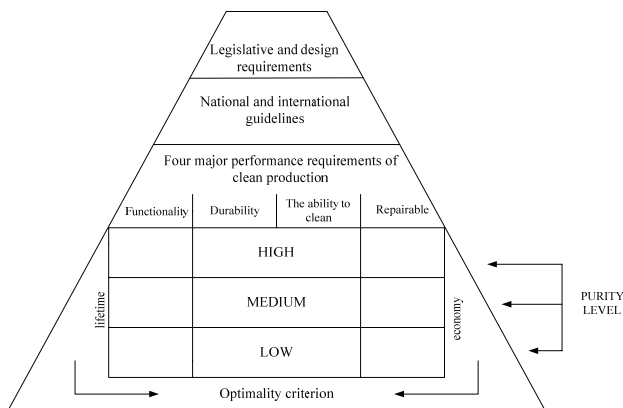 Legislative and design
requirements
National and international
guidelines
Four major performance requirements of
clean production
Functionality
Durability
The ability to
clean
Repairable
HIGH
MEDIUM
LOW
lifetime
economy
PURITY
LEVEL
Optimality criterion